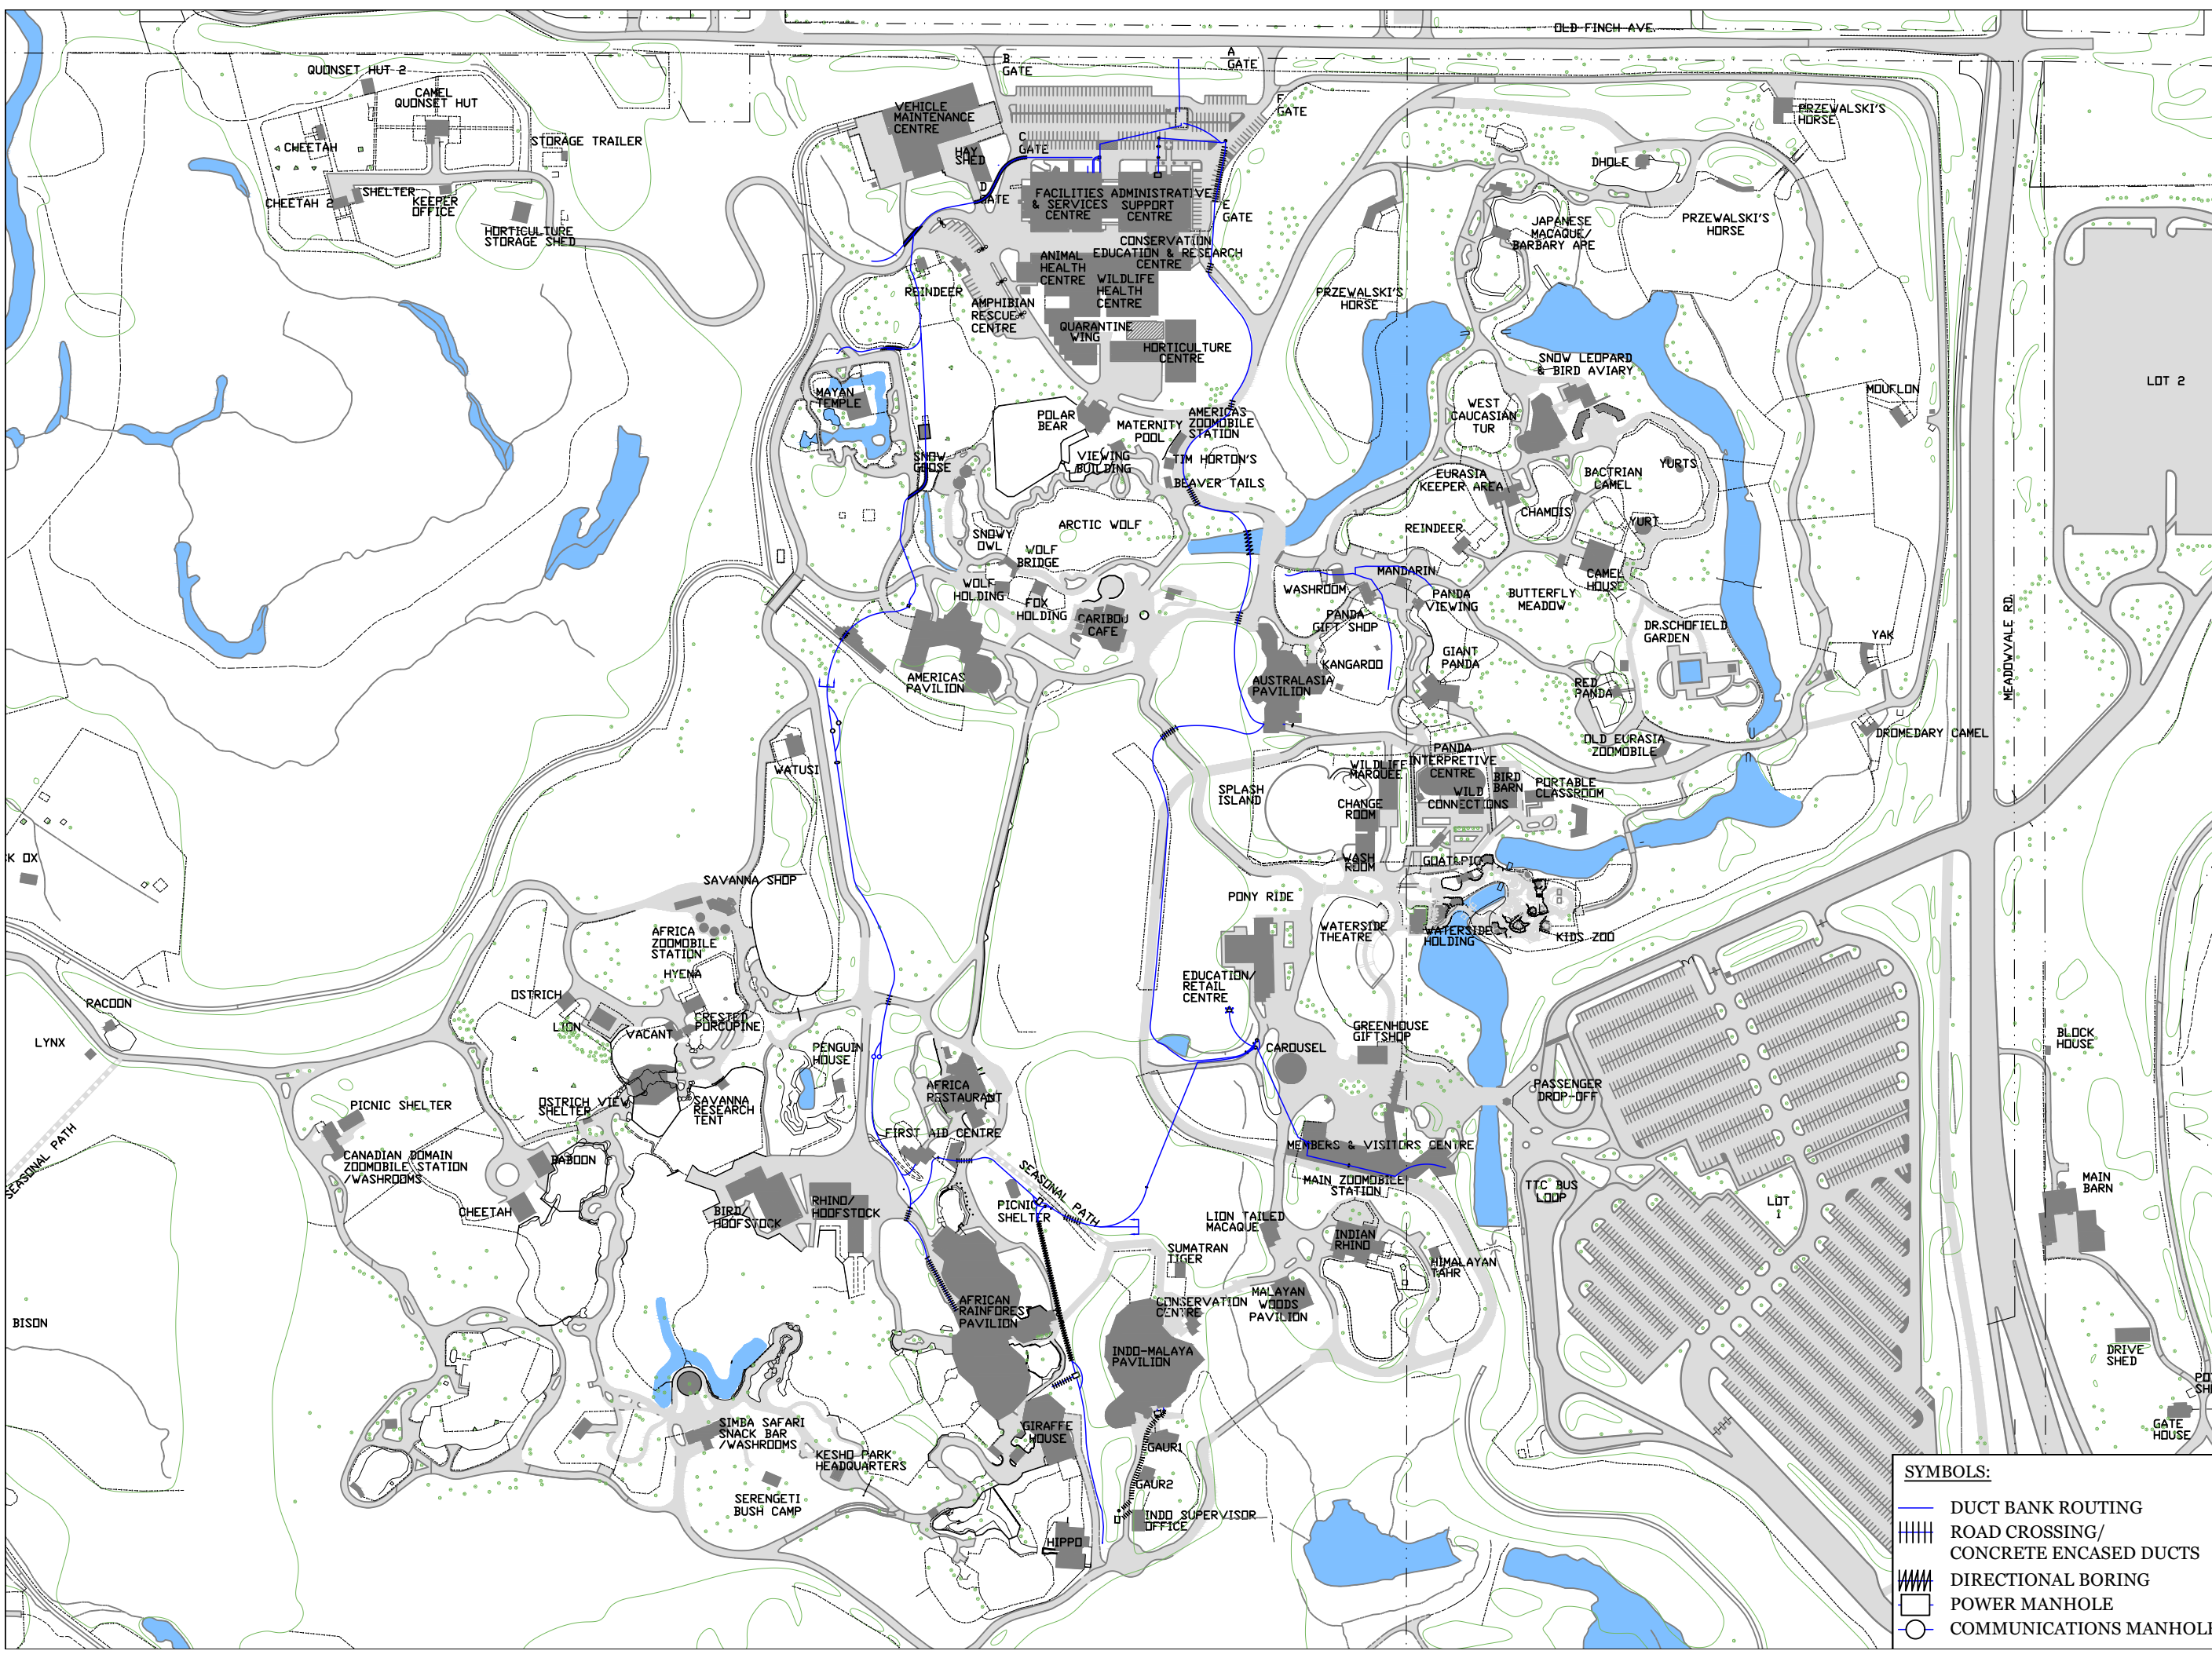 OLD FINCH AVE.
A
GATE
B
GATE
QUONSET HUT 2
CAMEL
QUONSET HUT
CHEETAH
STORAGE TRAILER
SHELTER
CHEETAH 2
KEEPER
OFFICE
HORTICULTURE
STORAGE SHED
VEHICLE
MAINTENANCE
CENTRE
HAY
SHED
C
GATE
D
GATE
F
GATE
E
GATE
FACILITIES
& SERVICES
CENTRE
ADMINISTRATIVE
SUPPORT
CENTRE
CONSERVATION
EDUCATION & RESEARCH
CENTRE
ANIMAL
HEALTH
CENTRE
WILDLIFE
HEALTH
CENTRE
REINDEER
AMPHIBIAN
RESCUE
CENTRE
QUARANTINE
WING
HORTICULTURE
CENTRE
PRZEWALSKI'S
HORSE
DHOLE
JAPANESE
MACAQUE/
BARBARY APE
PRZEWALSKI'S
HORSE
PRZEWALSKI'S
HORSE
SNOW LEOPARD
& BIRD AVIARY
MOUFLON
LOT 2
MAYAN
TEMPLE
POLAR
BEAR
MATERNITY
POOL
AMERICAS
ZOOMOBILE
STATION
TIM HORTON'S
BEAVER TAILS
VIEWING
BUILDING
SNOW
GOOSE
WEST
CAUCASIAN
TUR
EURASIA
KEEPER AREA
BACTRIAN
CAMEL
YURTS
CHAMOIS
YURT
REINDEER
ARCTIC WOLF
SNOWY
OWL
WOLF
BRIDGE
WOLF
HOLDING
FOX
HOLDING
CARIBOU
CAFE
WASHROOM
MANDARIN
PANDA
VIEWING
PANDA
GIFT SHOP
BUTTERFLY
MEADOW
CAMEL
HOUSE
DR.SCHOFIELD
GARDEN
YAK
MEADOWVALE RD.
KANGAROO
GIANT
PANDA
RED
PANDA
AMERICAS
PAVILION
AUSTRALASIA
PAVILION
OLD EURASIA
ZOOMOBILE
DROMEDARY CAMEL
WATUSI
SPLASH
ISLAND
WILDLIFE
MARQUEE
PANDA
INTERPRETIVE
CENTRE
BIRD
BARN
PORTABLE
CLASSROOM
WILD
CONNECTIONS
CHANGE
ROOM
WASH
ROOM
GOAT&PIG
K OX
SAVANNA SHOP
PONY RIDE
AFRICA
ZOOMOBILE
STATION
WATERSIDE
THEATRE
WATERSIDE
HOLDING
KIDS ZOO
HYENA
OSTRICH
EDUCATION/
RETAIL
CENTRE
RACOON
LYNX
LION
VACANT
CRESTED
PORCUPINE
PENGUIN
HOUSE
CAROUSEL
GREENHOUSE
GIFTSHOP
BLOCK
HOUSE
AFRICA
RESTAURANT
PASSENGER
DROP-OFF
PICNIC SHELTER
OSTRICH VIEW
SHELTER
SAVANNA
RESEARCH
TENT
FIRST AID CENTRE
MEMBERS & VISITORS CENTRE
SEASONAL PATH
CANADIAN DOMAIN
ZOOMOBILE STATION
/WASHROOMS
BABOON
SEASONAL PATH
MAIN ZOOMOBILE
STATION
TTC BUS
LOOP
LOT
1
MAIN
BARN
CHEETAH
BIRD/
HOOFSTOCK
RHINO/
HOOFSTOCK
PICNIC
SHELTER
LION TAILED
MACAQUE
INDIAN
RHINO
HIMALAYAN
TAHR
SUMATRAN
TIGER
CONSERVATION
CENTRE
MALAYAN
WOODS
PAVILION
BISON
AFRICAN
RAINFOREST
PAVILION
INDO-MALAYA
PAVILION
DRIVE
SHED
SIMBA SAFARI
SNACK BAR
/WASHROOMS
GIRAFFE
HOUSE
GAUR1
GATE
HOUSE
KESHO PARK
HEADQUARTERS
GAUR2
SERENGETI
BUSH CAMP
INDO SUPERVISOR
OFFICE
HIPPO
SYMBOLS:
DUCT BANK ROUTING
ROAD CROSSING/
CONCRETE ENCASED DUCTS
DIRECTIONAL BORING
POWER MANHOLE
COMMUNICATIONS MANHOLE